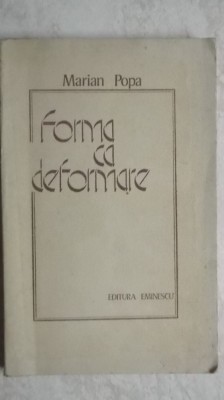 Marian Popa
forma
ca
deformare
EDITURA EMINESCU